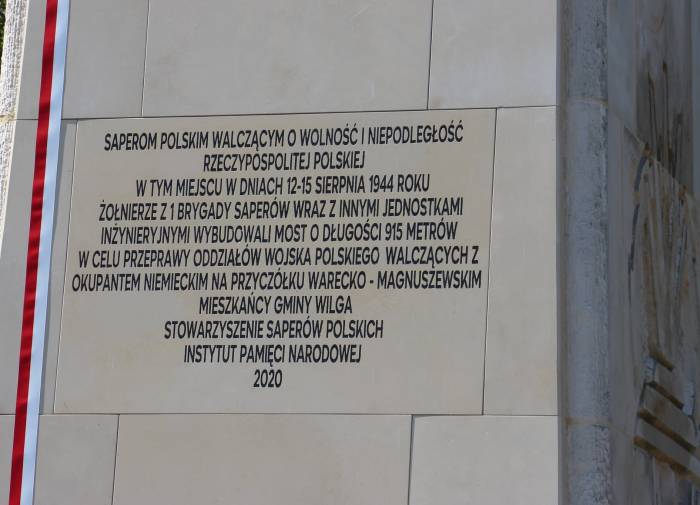 SAPEROM POLSKIM WALCZĄCYM O WOLNOŚĆ I NIEPODLEGŁOŚĆ
RZECZYPOSPOLITEJ POLSKIEJ
W TYM MIEJSCU W DNIACH 12-15 SIERPNIA 1944 ROKU
ŻOŁNIERZE Z 1 BRYGADY SAPERÓW WRAZ Z INNYMI JEDNOSTKAMI
INŻYNIERYJNYMI WYBUDOWALI MOST O DŁUGOŚCI 915 METRÓW
W CELU PRZEPRAWY ODDZIAŁÓW WOJSKA POLSKIEGO WALCZĄCYCH Z
OKUPANTEM NIEMIECKIM NA PRZYCZÓŁKU WARECKO - MAGNUSZEWSKIM
MIESZKAŃCY GMINY WILGA
STOWARZYSZENIE SAPERÓW POLSKICH
INSTYTUT PAMIĘCI NARODOWEJ
2020